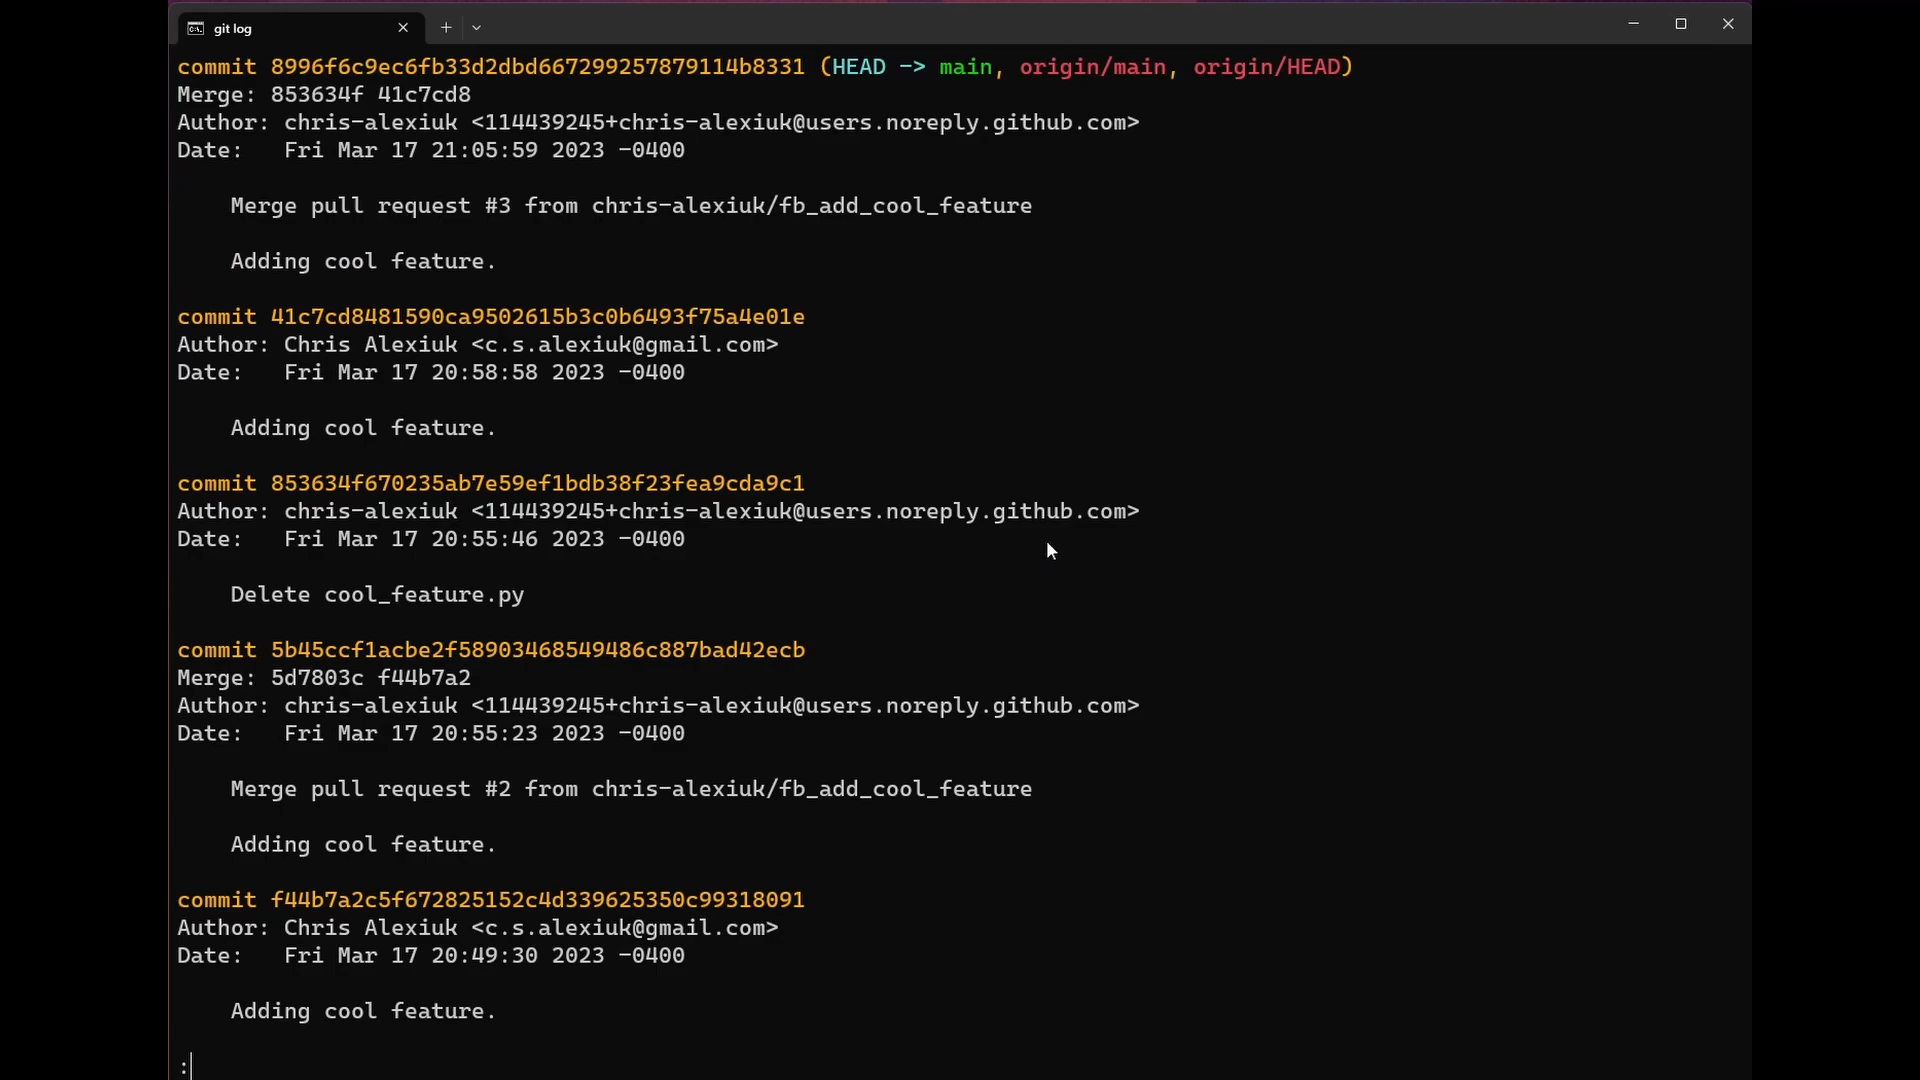 git log
commit 8996f6c9ec6fb33d2dbd667299257879114b8331 (HEAD -> main, origin/main, origin/HEAD)
Merge: 853634f 41c7cd8
Author: chris-alexiuk <114439245+chris-alexiuk@users.noreply.github.com>
Date:   Fri Mar 17 21:05:59 2023 -0400
Merge pull request #3 from chris-alexiuk/fb_add_cool_feature
Adding cool feature.
commit 41c7cd8481590ca9502615b3c0b6493f75a4e01e
Author: Chris Alexiuk <c.s.alexiuk@gmail.com>
Date:   Fri Mar 17 20:58:58 2023 -0400
Adding cool feature.
commit 853634f670235ab7e59ef1bdb38f23fea9cda9c1
Author: chris-alexiuk <114439245+chris-alexiuk@users.noreply.github.com>
Date:   Fri Mar 17 20:55:46 2023 -0400
Delete cool_feature.py
commit 5b45ccf1acbe2f58903468549486c887bad42ecb
Merge: 5d7803c f44b7a2
Author: chris-alexiuk <114439245+chris-alexiuk@users.noreply.github.com>
Date:   Fri Mar 17 20:55:23 2023 -0400
Merge pull request #2 from chris-alexiuk/fb_add_cool_feature
Adding cool feature.
commit f44b7a2c5f672825152c4d339625350c99318091
Author: Chris Alexiuk <c.s.alexiuk@gmail.com>
Date:   Fri Mar 17 20:49:30 2023 -0400
Adding cool feature.
: